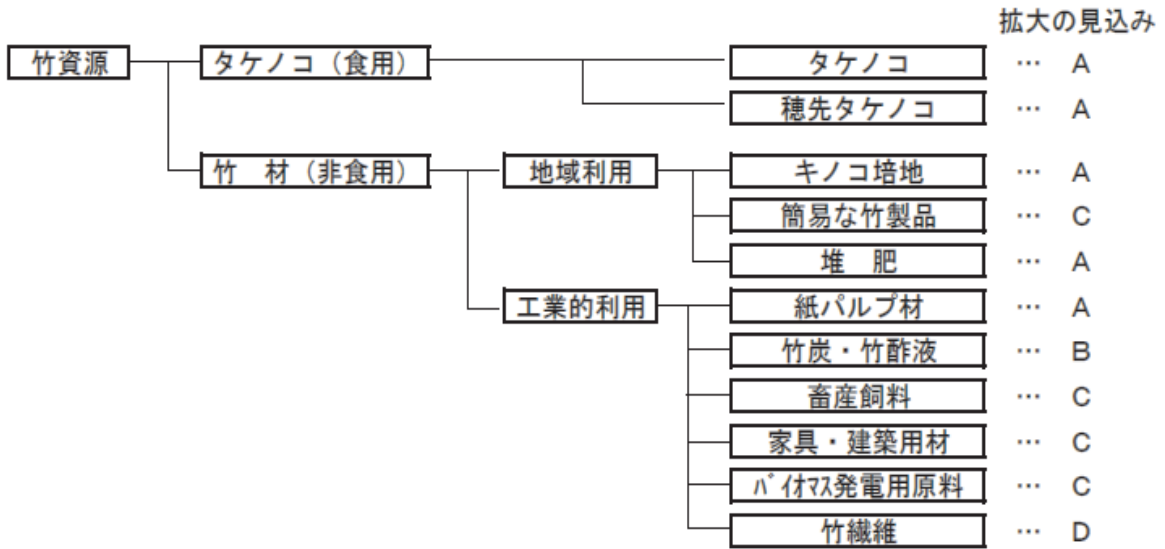 拡大の見込み
竹資源 タケノコ（食用） タケノコ … A
穂先タケノコ … A
竹　材（非食用） 地域利用 キノコ培地 … A
簡易な竹製品 … C
堆　肥 … A
工業的利用 紙パルプ材 … A
竹炭・竹酢液 … B
畜産飼料 … C
家具・建築用材 … C
ﾊﾞｲｵﾏｽ発電用原料 … C
竹繊維 … D